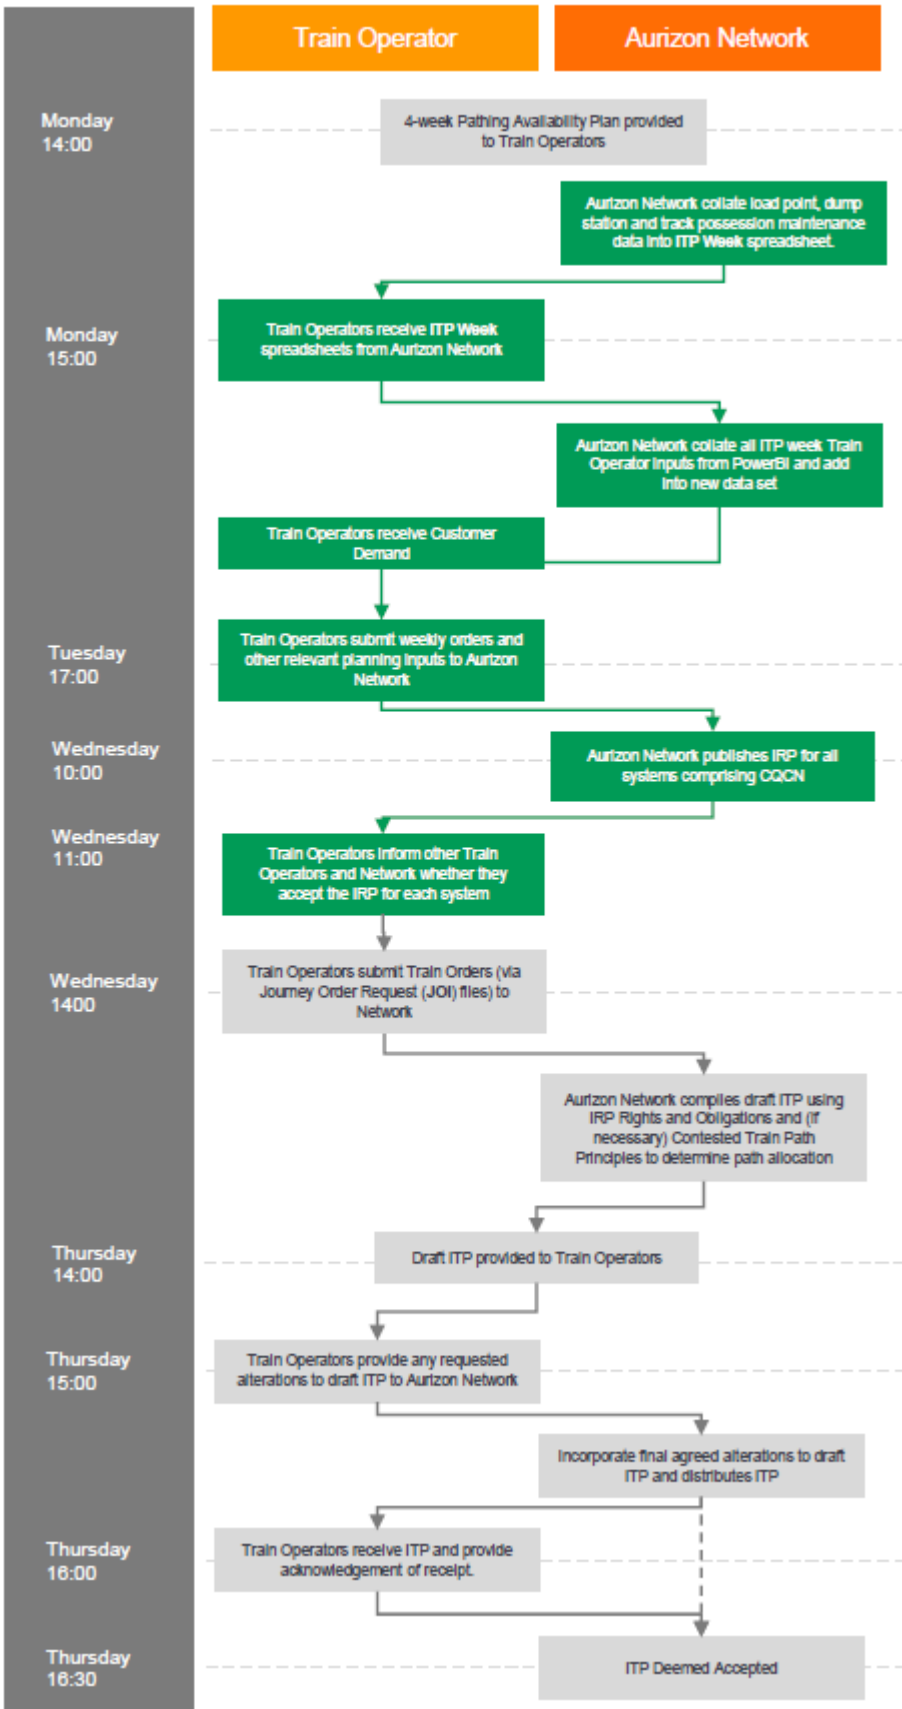 Train Operator
Aurizon Network
Monday
14:00
4-week Pathing Availability Plan provided
to Train Operators
Aurizon Network collate load point, dump
station and track possession maintenance
data into ITP Week spreadsheet.
Monday
15:00
Train Operators receive ITP Week
spreadsheets from Aurizon Network
Aurizon Network collate all ITP week Train
Operator Inputs from PowerBI and add
into new data set
Train Operators receive Customer
Demand
Tuesday
17:00
Train Operators submit weekly orders and
other relevant planning inputs to Aurizon
Network
Wednesday
10:00
Aurizon Network publishes IRP for all
systems comprising CQCN
Wednesday
11:00
Train Operators inform other Train
Operators and Network whether they
accept the IRP for each system
Wednesday
1400
Train Operators submit Train Orders (via
Journey Order Request (JOI) files) to
Network
Aurizon Network compiles draft ITP using
IRP Rights and Obligations and (if
necessary) Contested Train Path
Principles to determine path allocation
Thursday
14:00
Draft ITP provided to Train Operators
Thursday
15:00
Train Operators provide any requested
alterations to draft ITP to Aurizon Network
Incorporate final agreed alterations to draft
ITP and distributes ITP
Thursday
16:00
Train Operators receive ITP and provide
acknowledgement of receipt.
Thursday
16:30
ITP Deemed Accepted